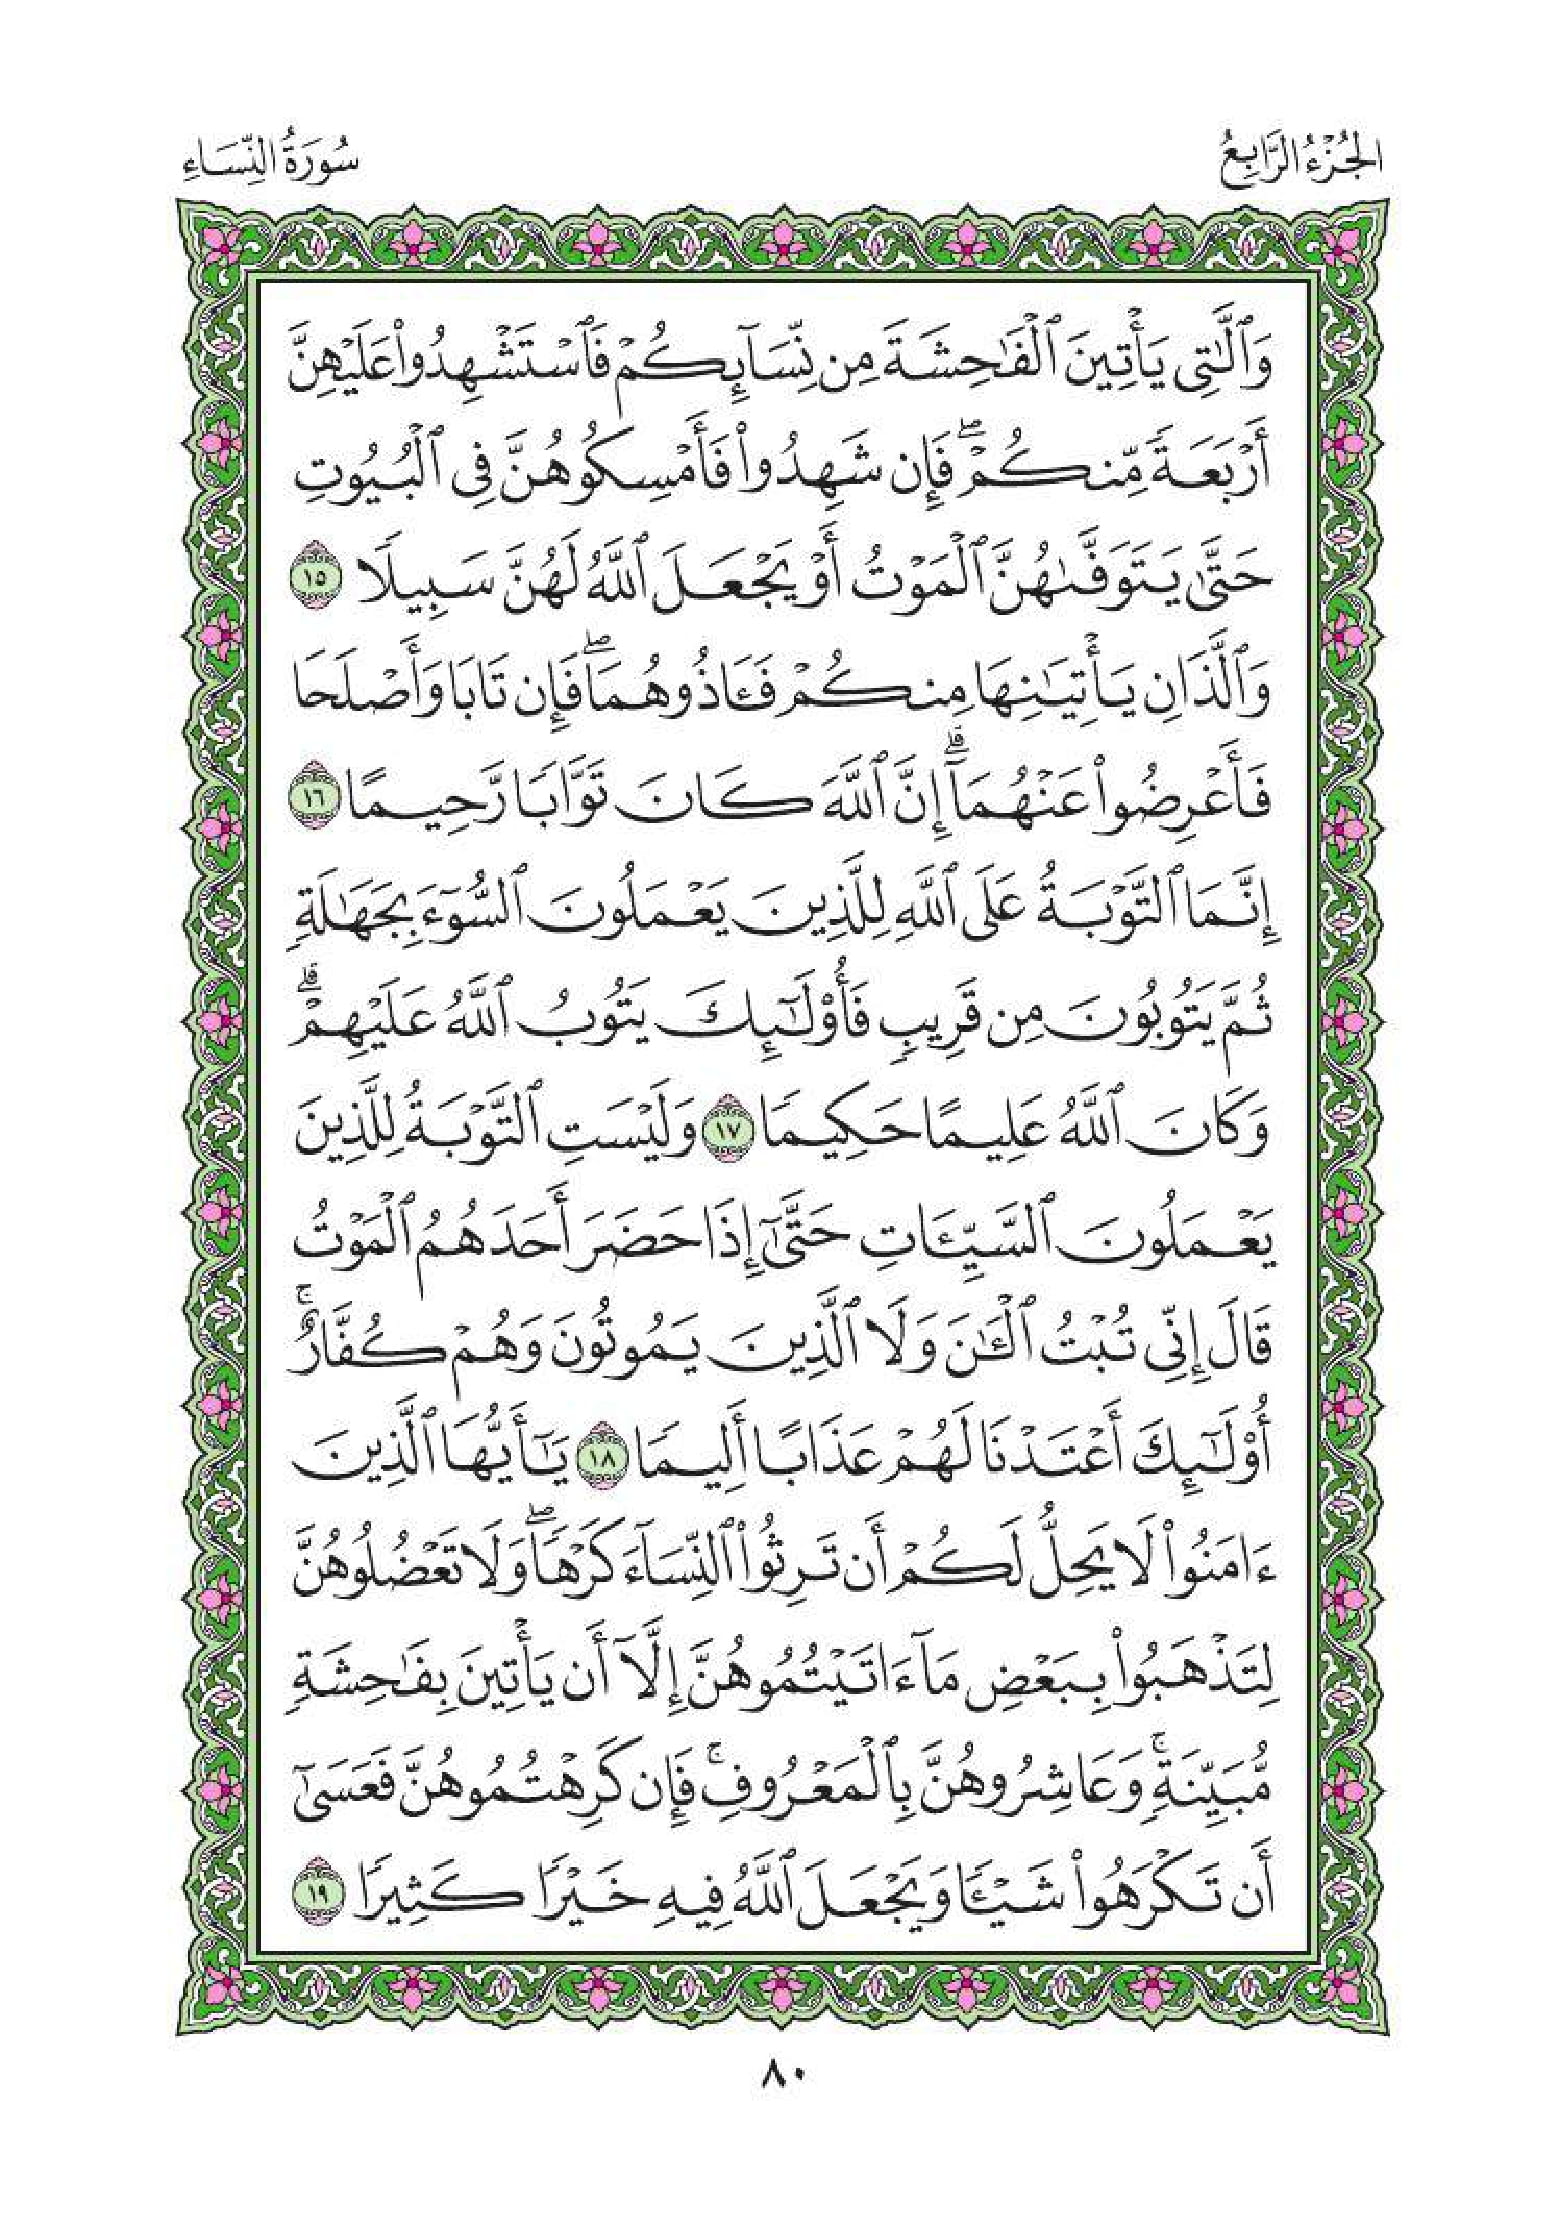 الجُزْءُ الرَّابِعُ
سُورَةُ النِّسَاءِ
وَٱلَّٰتِى يَأْتِينَ ٱلْفَٰحِشَةَ مِن نِّسَآئِكُمْ فَٱسْتَشْهِدُوا۟ عَلَيْهِنَّ
أَرْبَعَةً مِّنكُمْ ۖ فَإِن شَهِدُوا۟ فَأَمْسِكُوهُنَّ فِى ٱلْبُيُوتِ
حَتَّىٰ يَتَوَفَّىٰهُنَّ ٱلْمَوْتُ أَوْ يَجْعَلَ ٱللَّهُ لَهُنَّ سَبِيلًا ١٥
وَٱلَّذَانِ يَأْتِيَٰنِهَا مِنكُمْ فَـَٔاذُوهُمَا ۖ فَإِن تَابَا وَأَصْلَحَا
فَأَعْرِضُوا۟ عَنْهُمَآ ۗ إِنَّ ٱللَّهَ كَانَ تَوَّابًا رَّحِيمًا ١٦
إِنَّمَا ٱلتَّوْبَةُ عَلَى ٱللَّهِ لِلَّذِينَ يَعْمَلُونَ ٱلسُّوٓءَ بِجَهَٰلَةٍ
ثُمَّ يَتُوبُونَ مِن قَرِيبٍ فَأُو۟لَٰٓئِكَ يَتُوبُ ٱللَّهُ عَلَيْهِمْ ۗ
وَكَانَ ٱللَّهُ عَلِيمًا حَكِيمًا ١٧ وَلَيْسَتِ ٱلتَّوْبَةُ لِلَّذِينَ
يَعْمَلُونَ ٱلسَّيِّـَٔاتِ حَتَّىٰٓ إِذَا حَضَرَ أَحَدَهُمُ ٱلْمَوْتُ
قَالَ إِنِّى تُبْتُ ٱلْـَٰٔنَ وَلَا ٱلَّذِينَ يَمُوتُونَ وَهُمْ كُفَّارٌ ۚ
أُو۟لَٰٓئِكَ أَعْتَدْنَا لَهُمْ عَذَابًا أَلِيمًا ١٨ يَٰٓأَيُّهَا ٱلَّذِينَ
ءَامَنُوا۟ لَا يَحِلُّ لَكُمْ أَن تَرِثُوا۟ ٱلنِّسَآءَ كَرْهًا ۖ وَلَا تَعْضُلُوهُنَّ
لِتَذْهَبُوا۟ بِبَعْضِ مَآ ءَاتَيْتُمُوهُنَّ إِلَّآ أَن يَأْتِينَ بِفَٰحِشَةٍ
مُّبَيِّنَةٍ ۚ وَعَاشِرُوهُنَّ بِٱلْمَعْرُوفِ ۚ فَإِن كَرِهْتُمُوهُنَّ فَعَسَىٰٓ
أَن تَكْرَهُوا۟ شَيْـًٔا وَيَجْعَلَ ٱللَّهُ فِيهِ خَيْرًا كَثِيرًا ١٩
٨٠